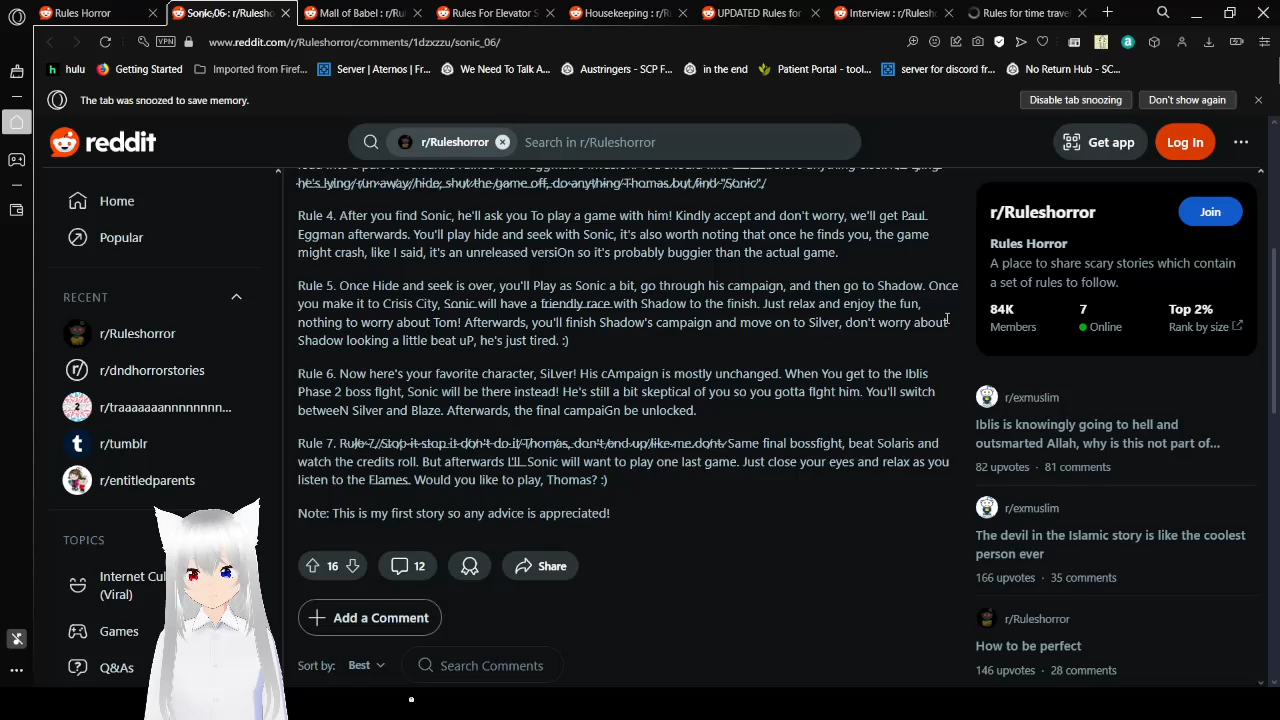 Rules Horror
Sonic 06 : r/Rulesh
Mall of Babel : r/Rul
Rules For Elevator S
Housekeeping : r/Ru
UPDATED Rules for
Interview : r/Rulesh
Rules for time trave
VPN
www.reddit.com/r/Ruleshorror/comments/1dzxzzu/sonic_06/
hulu
Getting Started
Imported from Firef...
Server | Aternos | Fr...
We Need To Talk A...
Austringers - SCP F...
in the end
Patient Portal - tool...
server for discord fr...
No Return Hub - SC...
The tab was snoozed to save memory.
Disable tab snoozing
Don't show again
reddit
r/Ruleshorror
Search in r/Ruleshorror
Get app
Log In
Home
Popular
RECENT
r/Ruleshorror
r/dndhorrorstories
r/traaaaaaannnnnnnn...
r/tumblr
r/entitledparents
TOPICS
Internet Cu
(Viral)
Games
Q&As
he's lying/run away/hide, shut the game off, do anything Thomas but find "Sonic"./
Rule 4. After you find Sonic, he'll ask you To play a game with him! Kindly accept and don't worry, we'll get Paul
Eggman afterwards. You'll play hide and seek with Sonic, it's also worth noting that once he finds you, the game
might crash, like I said, it's an unreleased versiOn so it's probably buggier than the actual game.
Rule 5. Once Hide and seek is over, you'll Play as Sonic a bit, go through his campaign, and then go to Shadow. Once
you make it to Crisis City, Sonic will have a friendly race with Shadow to the finish. Just relax and enjoy the fun,
nothing to worry about Tom! Afterwards, you'll finish Shadow's campaign and move on to Silver, don't worry about
Shadow looking a little beat uP, he's just tired. :)
Rule 6. Now here's your favorite character, SiLver! His cAmpaign is mostly unchanged. When You get to the Iblis
Phase 2 boss fight, Sonic will be there instead! He's still a bit skeptical of you so you gotta fIght him. You'll switch
betweeN Silver and Blaze. Afterwards, the final campaiGn be unlocked.
Rule 7. Rule 7//Stop it stop it don't do it/Thomas, don't/end up/like me dont/ Same final bossfight, beat Solaris and
watch the credits roll. But afterwards I'll Sonic will want to play one last game. Just close your eyes and relax as you
listen to the Flames. Would you like to play, Thomas? :)
Note: This is my first story so any advice is appreciated!
16
12
Share
Add a Comment
Sort by:
Best
Search Comments
r/Ruleshorror
Join
Rules Horror
A place to share scary stories which contain
a set of rules to follow.
84K
7
Top 2%
Members
Online
Rank by size
r/exmuslim
Iblis is knowingly going to hell and
outsmarted Allah, why is this not part of...
82 upvotes · 81 comments
r/exmuslim
The devil in the Islamic story is like the coolest
person ever
166 upvotes · 35 comments
r/Ruleshorror
How to be perfect
146 upvotes · 28 comments